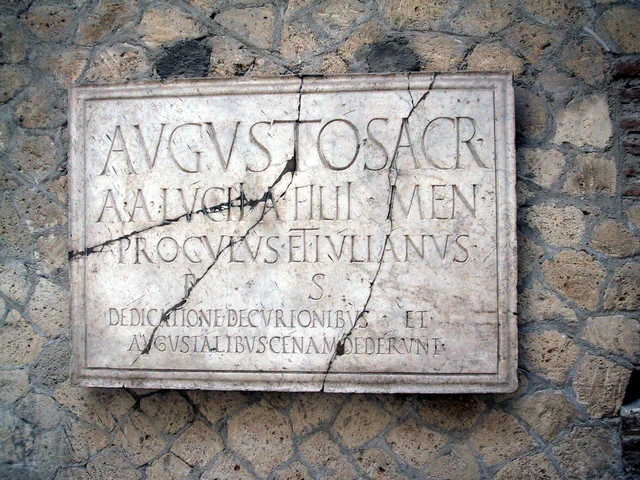 AVGVSTO SACR
A·A·LVCII A FILII MEN
PROCVLVS·ET IVLIANVS
P S
DEDICATIONE DECVRIONIBVS ET
AVGVSTALIBVS CENAM DEDERVNT